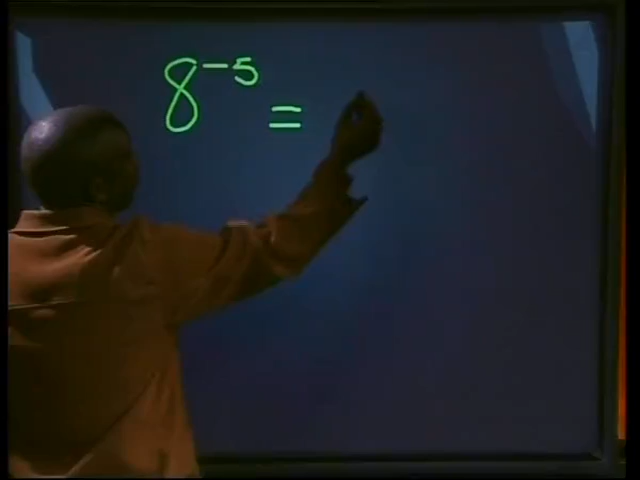 8⁻⁵ =